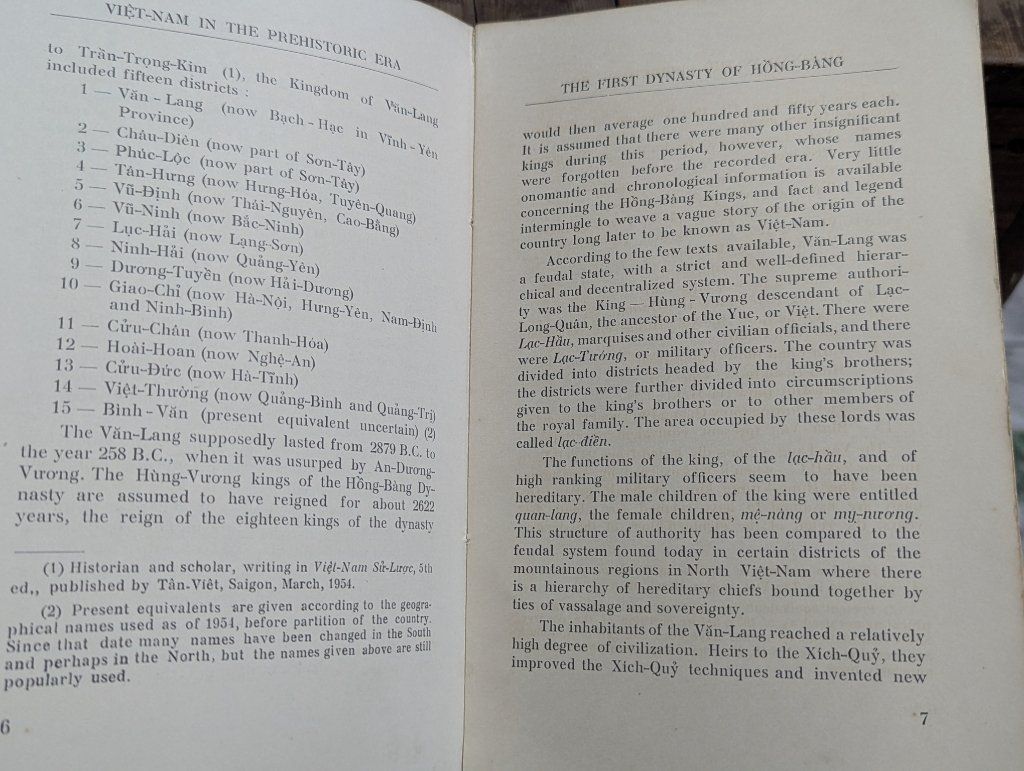 VIỆT-NAM IN THE PREHISTORIC ERA
to Trần-Trọng-Kim (1), the Kingdom of Văn-Lang
included fifteen districts :
1 — Văn - Lang (now Bạch - Hạc in Vĩnh - Yên
Province)
2 — Châu-Diên (now part of Sơn-Tây)
3 — Phúc-Lộc (now part of Sơn-Tây)
4 — Tân-Hưng (now Hưng-Hóa, Tuyên-Quang)
5 — Vũ-Định (now Thái-Nguyên, Cao-Bằng)
6 — Vũ-Ninh (now Bắc-Ninh)
7 — Lục-Hải (now Lạng-Sơn)
8 — Ninh-Hải (now Quảng-Yên)
9 — Dương-Tuyền (now Hải-Dương)
10 — Giao-Chỉ (now Hà-Nội, Hưng-Yên, Nam-Định
and Ninh-Bình)
11 — Cửu-Chân (now Thanh-Hóa)
12 — Hoài-Hoan (now Nghệ-An)
13 — Cửu-Đức (now Hà-Tĩnh)
14 — Việt-Thường (now Quảng-Bình and Quảng-Trị)
15 — Bình - Văn (present equivalent uncertain) (2)
The Văn-Lang supposedly lasted from 2879 B.C. to
the year 258 B.C., when it was usurped by An-Dương-
Vương. The Hùng-Vương kings of the Hồng-Bàng Dy-
nasty are assumed to have reigned for about 2622
years, the reign of the eighteen kings of the dynasty
(1) Historian and scholar, writing in Việt-Nam Sử-Lược, 5th
ed,, published by Tân-Việt, Saigon, March, 1954.
(2) Present equivalents are given according to the geogra-
phical names used as of 1954, before partition of the country.
Since that date many names have been changed in the South
and perhaps in the North, but the names given above are still
popularly used.
6
THE FIRST DYNASTY OF HỒNG-BÀNG
would then average one hundred and fifty years each.
It is assumed that there were many other insignificant
kings during this period, however, whose names
were forgotten before the recorded era. Very little
onomantic and chronological information is available
concerning the Hồng-Bàng Kings, and fact and legend
intermingle to weave a vague story of the origin of the
country long later to be known as Việt-Nam.
According to the few texts available, Văn-Lang was
a feudal state, with a strict and well-defined hierar-
chical and decentralized system. The supreme authori-
ty was the King — Hùng - Vương descendant of Lạc-
Long-Quân, the ancestor of the Yue, or Việt. There were
Lạc-Hầu, marquises and other civilian officials, and there
were Lạc-Tướng, or military officers. The country was
divided into districts headed by the king's brothers;
the districts were further divided into circumscriptions
given to the king's brothers or to other members of
the royal family. The area occupied by these lords was
called lạc-điền.
The functions of the king, of the lạc-hầu, and of
high ranking military officers seem to have been
hereditary. The male children of the king were entitled
quan-lang, the female children, mệ-nàng or my-nương.
This structure of authority has been compared to the
feudal system found today in certain districts of the
mountainous regions in North Việt-Nam where there
is a hierarchy of hereditary chiefs bound together by
ties of vassalage and sovereignty.
The inhabitants of the Văn-Lang reached a relatively
high degree of civilization. Heirs to the Xích-Quỷ, they
improved the Xích-Quỷ techniques and invented new
7